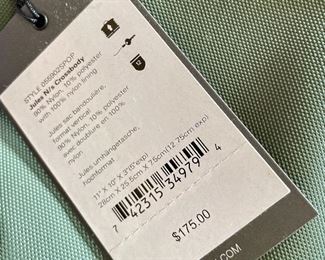 STYLE 055902SPOP
Jules N/s Crossbody
90% Nylon, 10% polyester
with 100% nylon lining
Jules sac bandoulière,
format vertical
90% Nylon, 10% polyester
avec doublure en 100%
nylon
Jules umhängetasche,
hochformat
11" X 10" X 3"(5"exp)
28cm X 25.5cm X 7.5cm(12.75cm exp)
7 42315 34979 4
$175.00
.COM